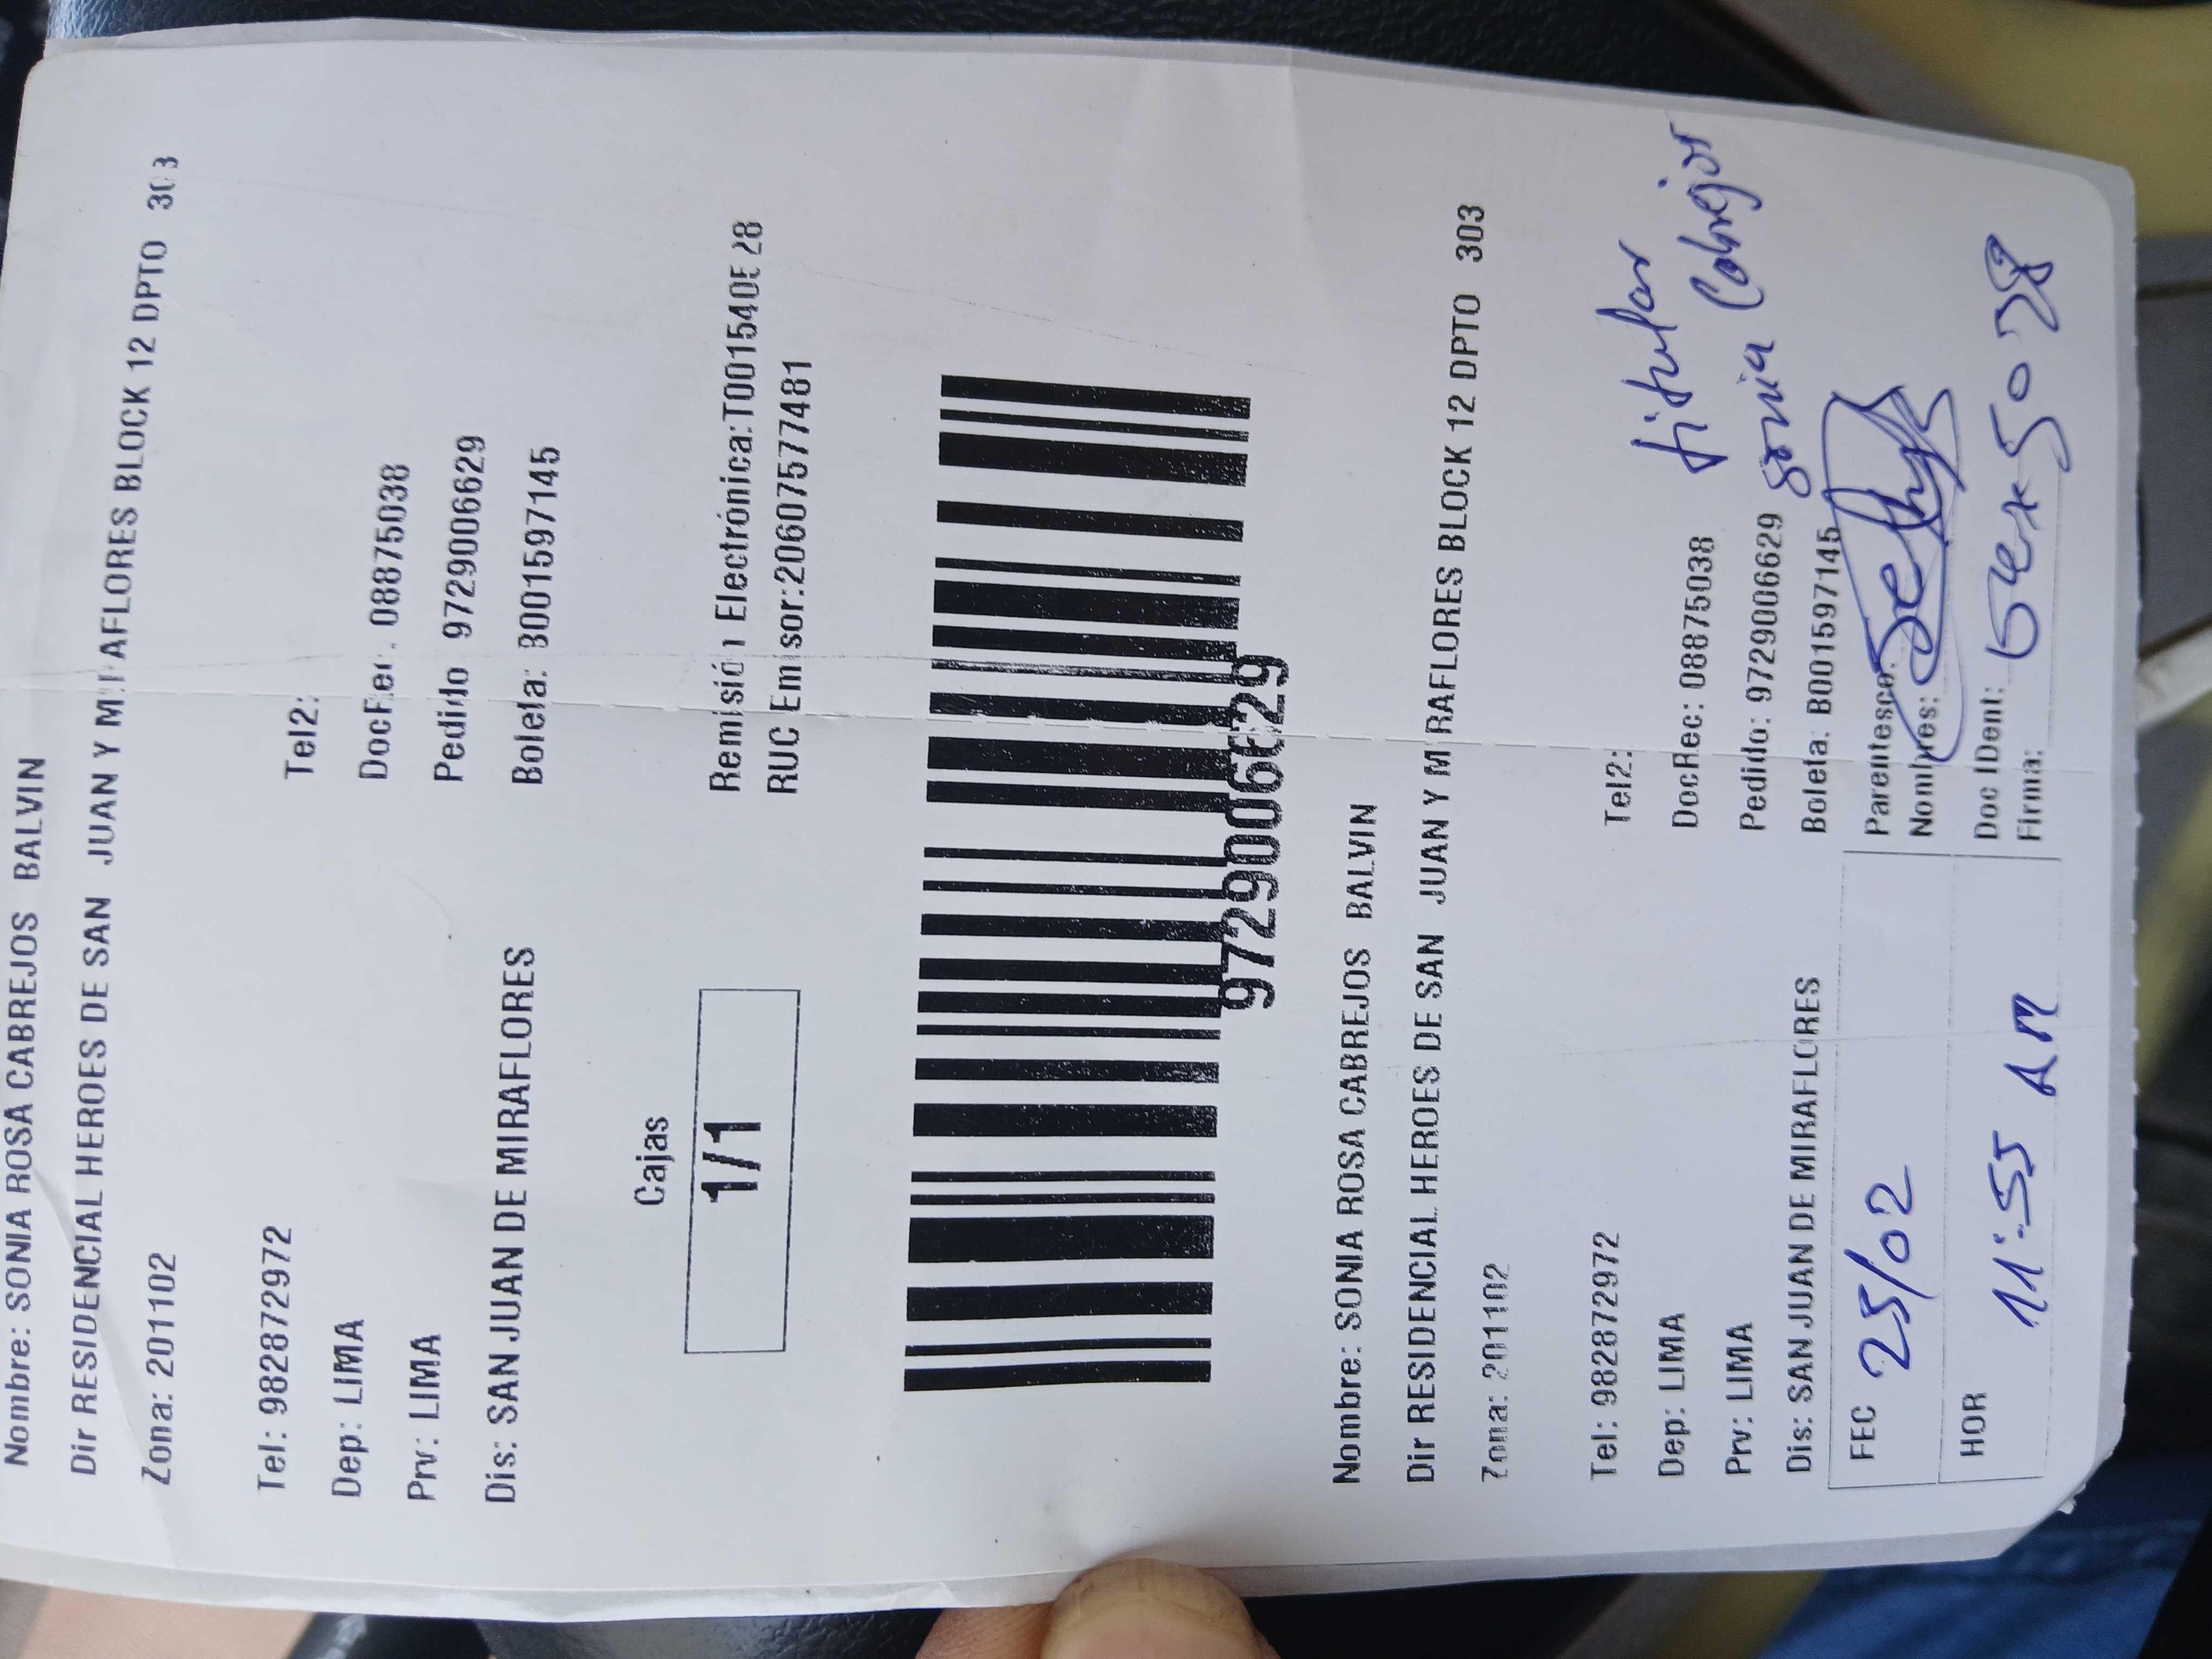 Nombre: SONIA ROSA CABREJOS BALVIN
Dir RESIDENCIAL HEROES DE SAN JUAN Y MIRAFLORES BLOCK 12 DPTO 303
Zona: 201102
Tel: 982872972 Tel2:
Dep: LIMA DocRec: 08875038
Prv: LIMA Pedido 9729006629
Dis: SAN JUAN DE MIRAFLORES Boleta: B001597145
Cajas
1/1
Remisión Electrónica:T001540
RUC Emisor:20607577481
9729006629
Nombre: SONIA ROSA CABREJOS BALVIN
Dir RESIDENCIAL HEROES DE SAN JUAN Y MIRAFLORES BLOCK 12 DPTO 303
Zona: 201102
Tel: 982872972 Tel2:
Dep: LIMA DocRec: 08875038 titular
Prv: LIMA Pedido: 9729006629 sonia Cabrejos
Dis: SAN JUAN DE MIRAFLORES Boleta: B001597145
FEC 25/02 Parentesco:
Nombres:
HOR 11:55 AM Doc IDent:
Firma: